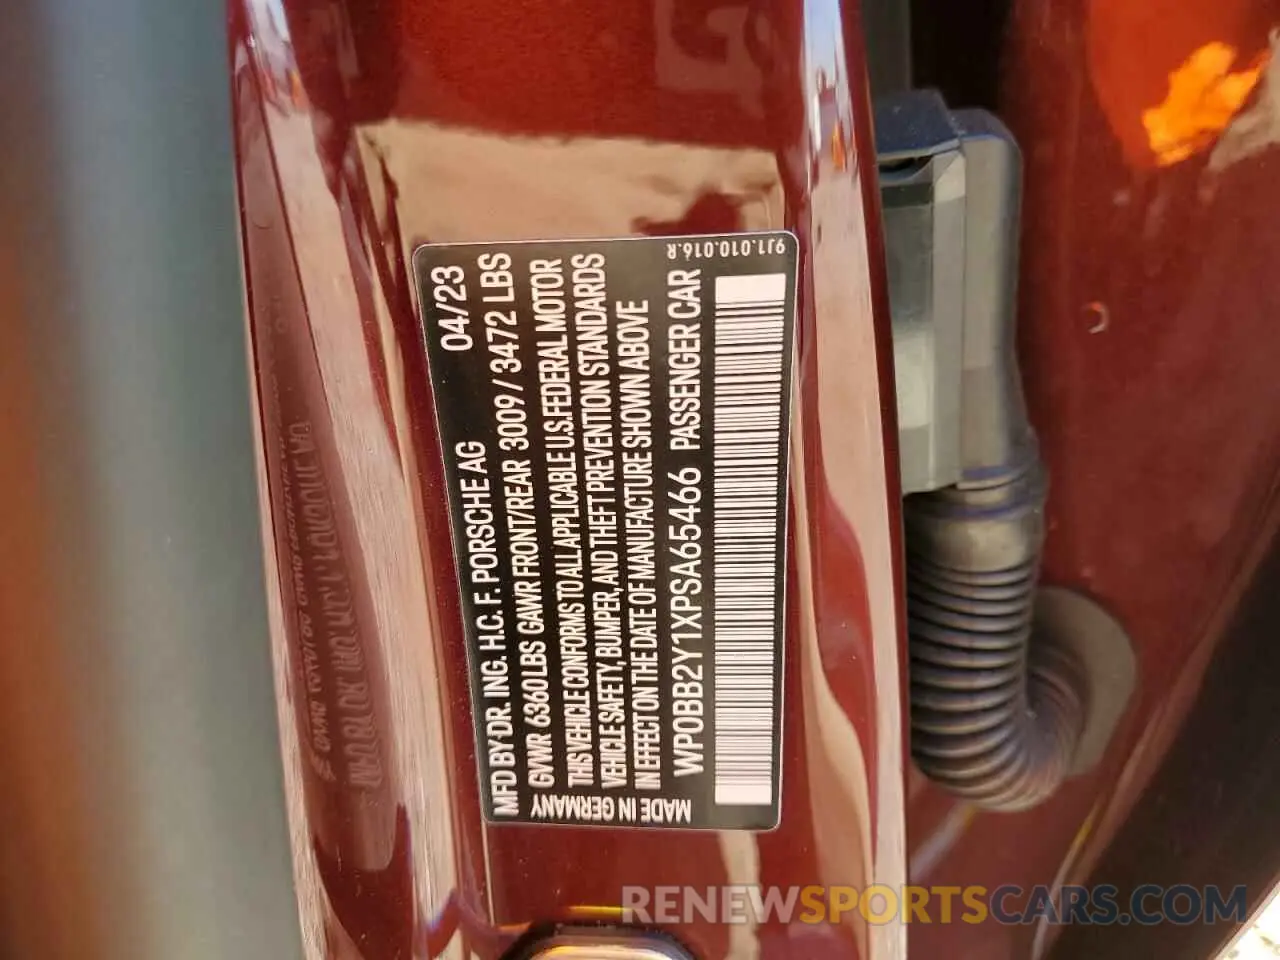 MFD BY DR. ING. H.C. F. PORSCHE AG 04/23
GVWR 6360 LBS GAWR FRONT/REAR 3009 / 3472 LBS
THIS VEHICLE CONFORMS TO ALL APPLICABLE U.S. FEDERAL MOTOR
VEHICLE SAFETY, BUMPER, AND THEFT PREVENTION STANDARDS
IN EFFECT ON THE DATE OF MANUFACTURE SHOWN ABOVE
WP0BB2Y1XPSA65466 PASSENGER CAR
MADE IN GERMANY
9J1.010.016.R
RENEWSPORTSCARS.COM